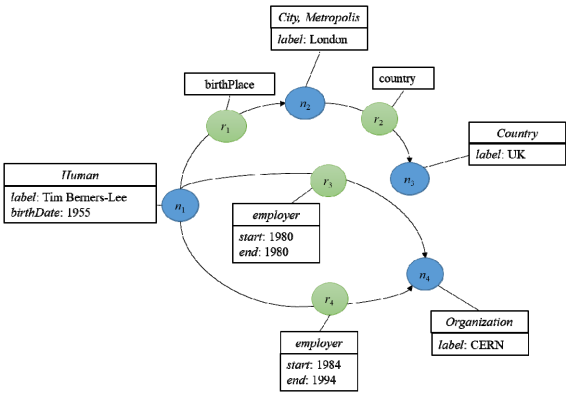 City, Metropolis
label: London
birthPlace
n2
country
r1
r2
Country
label: UK
Human
label: Tim Berners-Lee
birthDate: 1955
n1
r3
n3
employer
start: 1980
end: 1980
n4
r4
Organization
label: CERN
employer
start: 1984
end: 1994